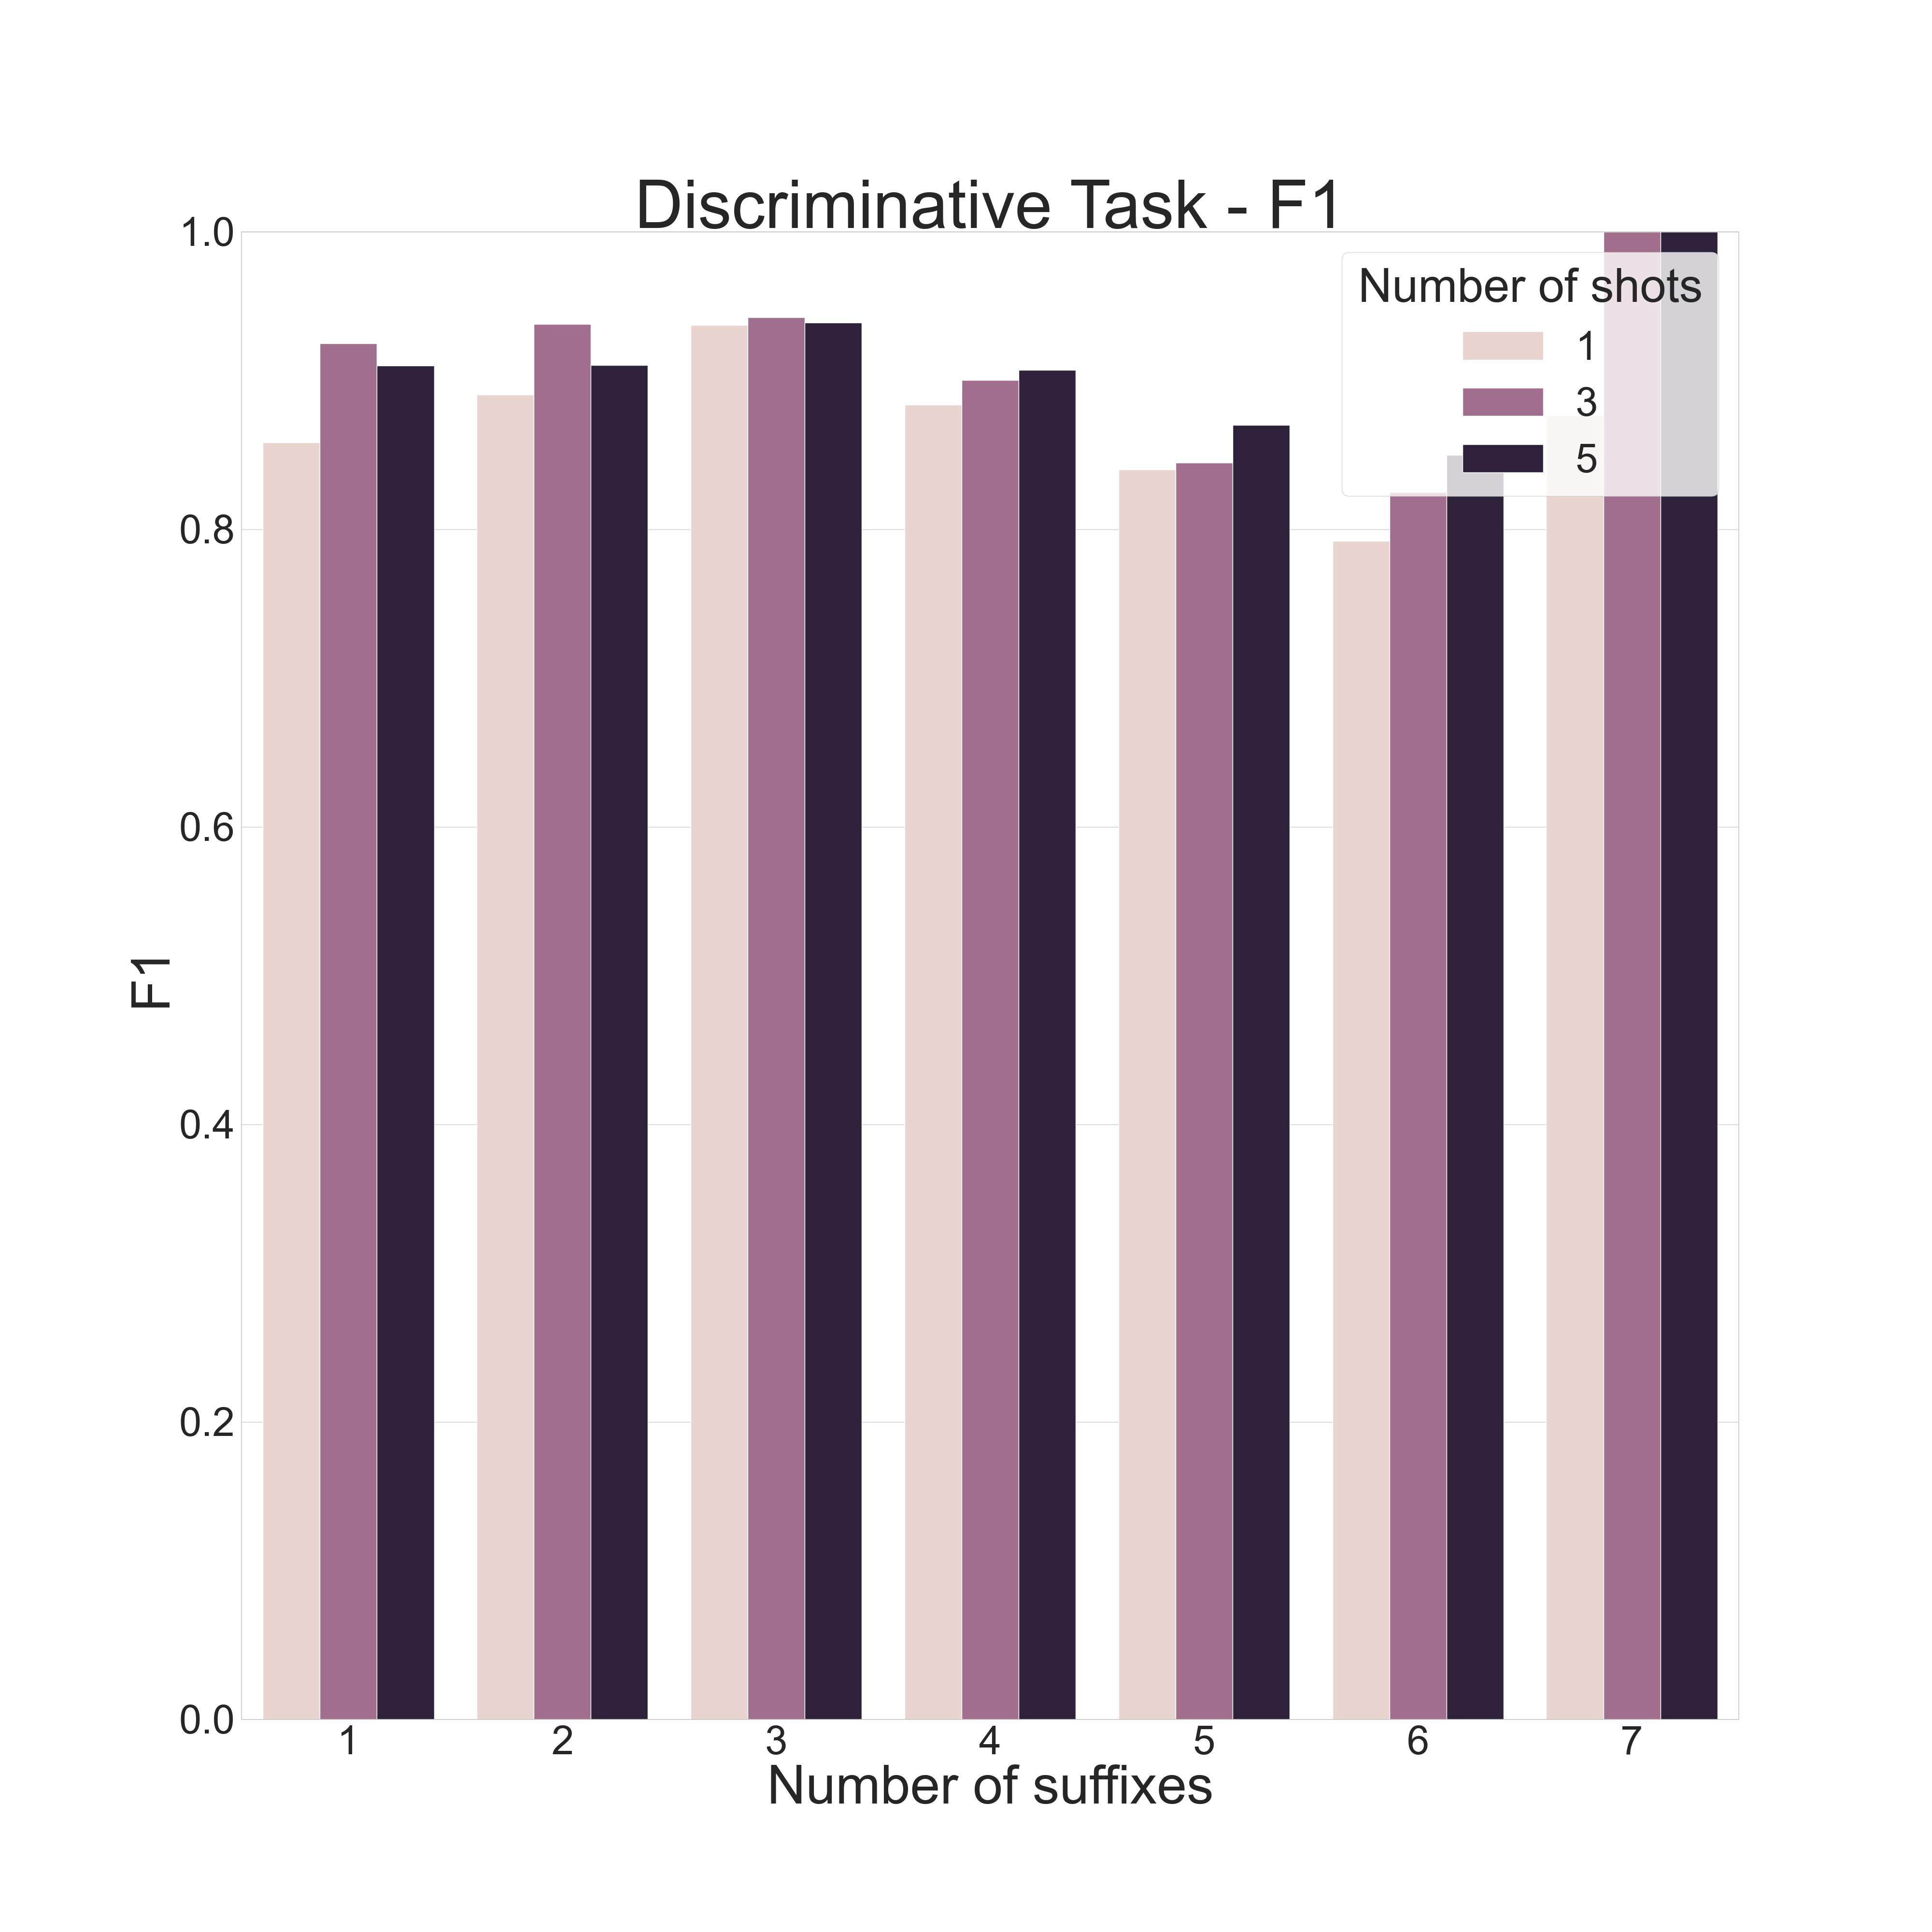 Discriminative Task - F1
1.0
0.8
0.6
0.4
0.2
0.0
F1
Number of shots
1
3
5
1 2 3 4 5 6 7
Number of suffixes